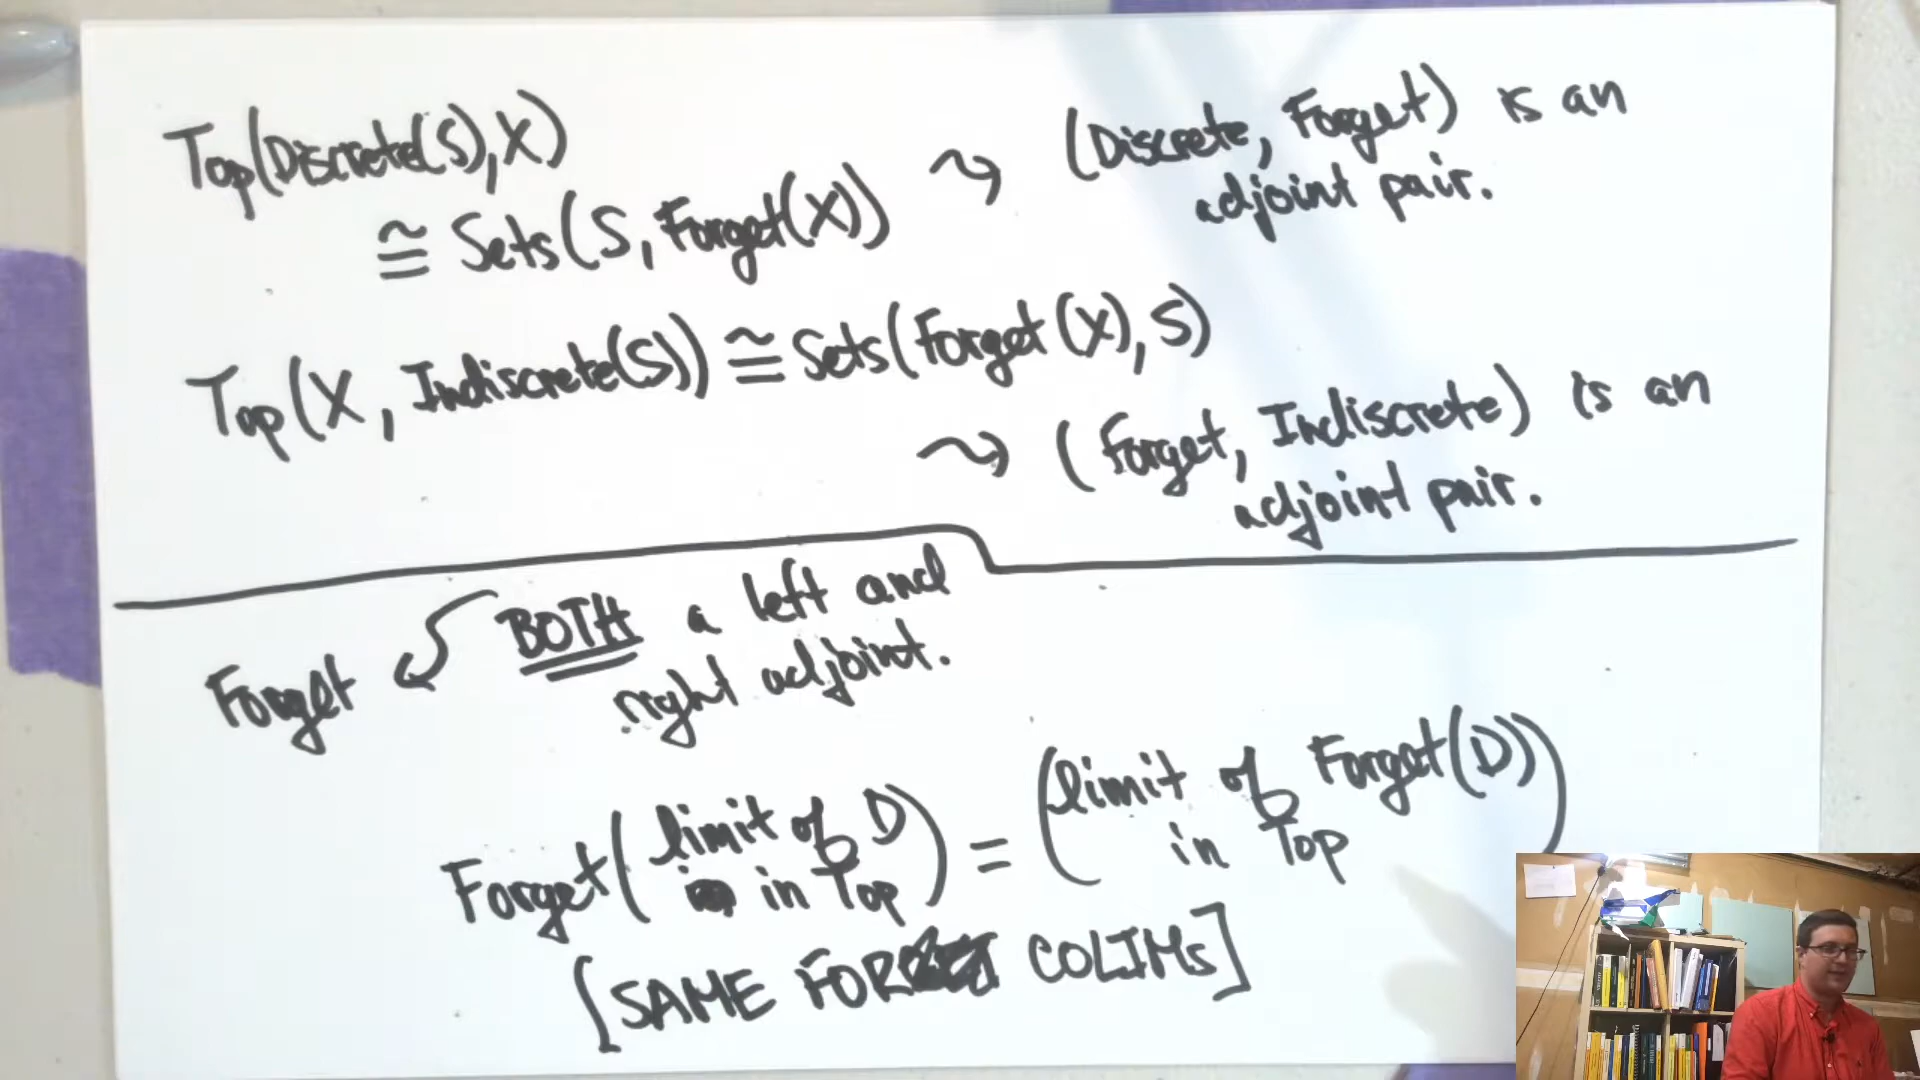 Top(Discrete(S), X)
≅ Sets(S, Forget(X))
⇝ (Discrete, Forget) is an
adjoint pair.
Top(X, Indiscrete(S)) ≅ Sets(Forget(X), S)
⇝ (Forget, Indiscrete) is an
adjoint pair.
Forget ↙ BOTH a left and
right adjoint.
Forget(limit of D in Top) = (limit of Forget(D) in Top)
[SAME FOR COLIMs]